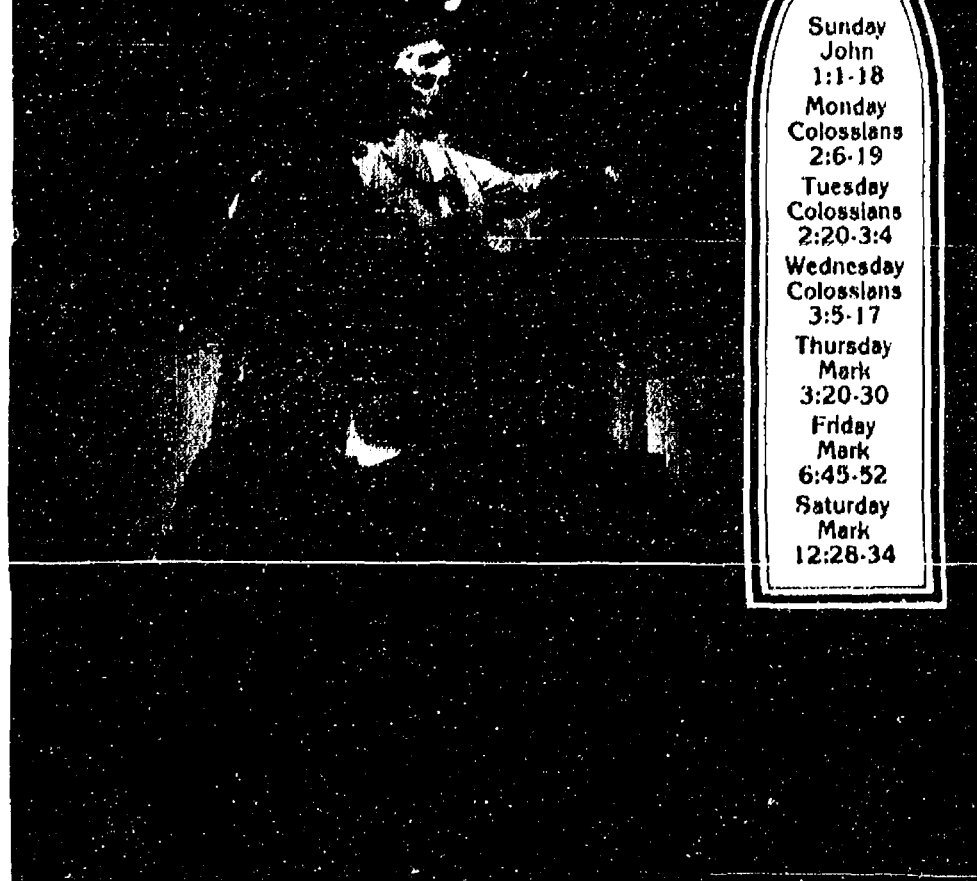 Sunday
John
1:1-18
Monday
Colossians
2:6-19
Tuesday
Colossians
2:20-3:4
Wednesday
Colossians
3:5-17
Thursday
Mark
3:20-30
Friday
Mark
6:45-52
Saturday
Mark
12:28-34